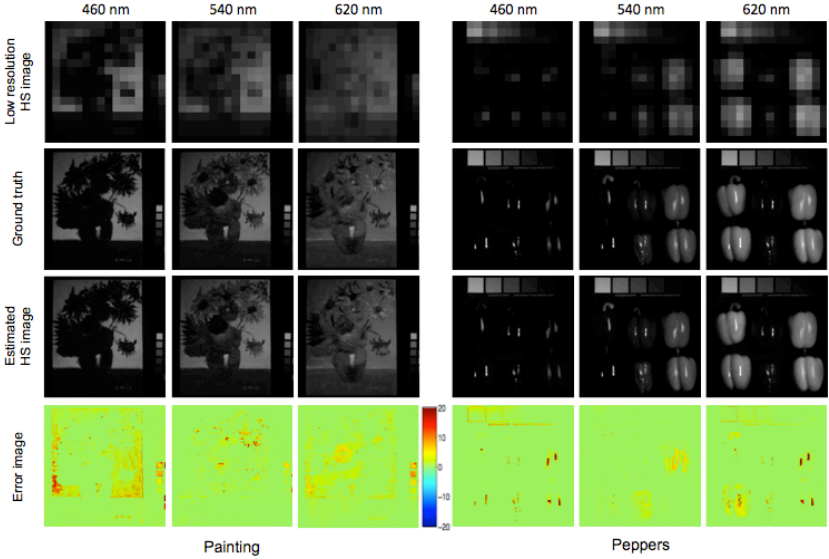 460 nm 540 nm 620 nm 460 nm 540 nm 620 nm
Low resolution
HS image
Ground truth
Estimated
HS image
Error image
20
10
0
-10
-20
Painting Peppers